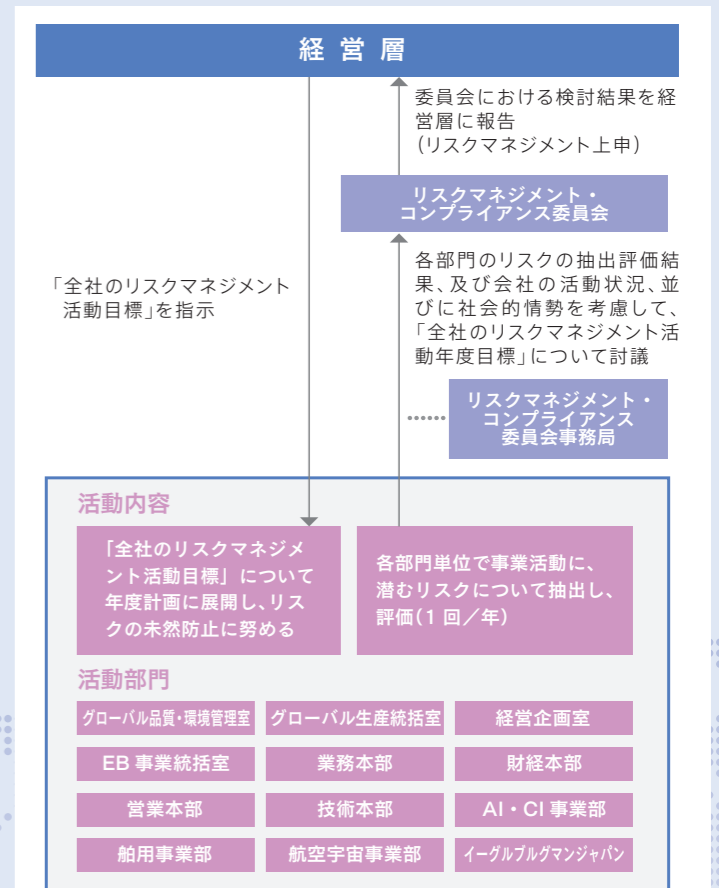 経営層
委員会における検討結果を経
営層に報告
（リスクマネジメント上申）
リスクマネジメント・
コンプライアンス委員会
「全社のリスクマネジメント
活動目標」を指示
各部門のリスクの抽出評価結
果、及び会社の活動状況、並
びに社会的情勢を考慮して、
「全社のリスクマネジメント活
動年度目標」について討議
リスクマネジメント・
コンプライアンス
委員会事務局
活動内容
「全社のリスクマネジメ
ント活動目標」について
年度計画に展開し、リス
クの未然防止に努める
各部門単位で事業活動に、
潜むリスクについて抽出し、
評価（1回／年）
活動部門
グローバル品質・環境管理室
グローバル生産統括室
経営企画室
EB事業統括室
業務本部
財経本部
営業本部
技術本部
AI・CI事業部
舶用事業部
航空宇宙事業部
イーグルブルグマンジャパン